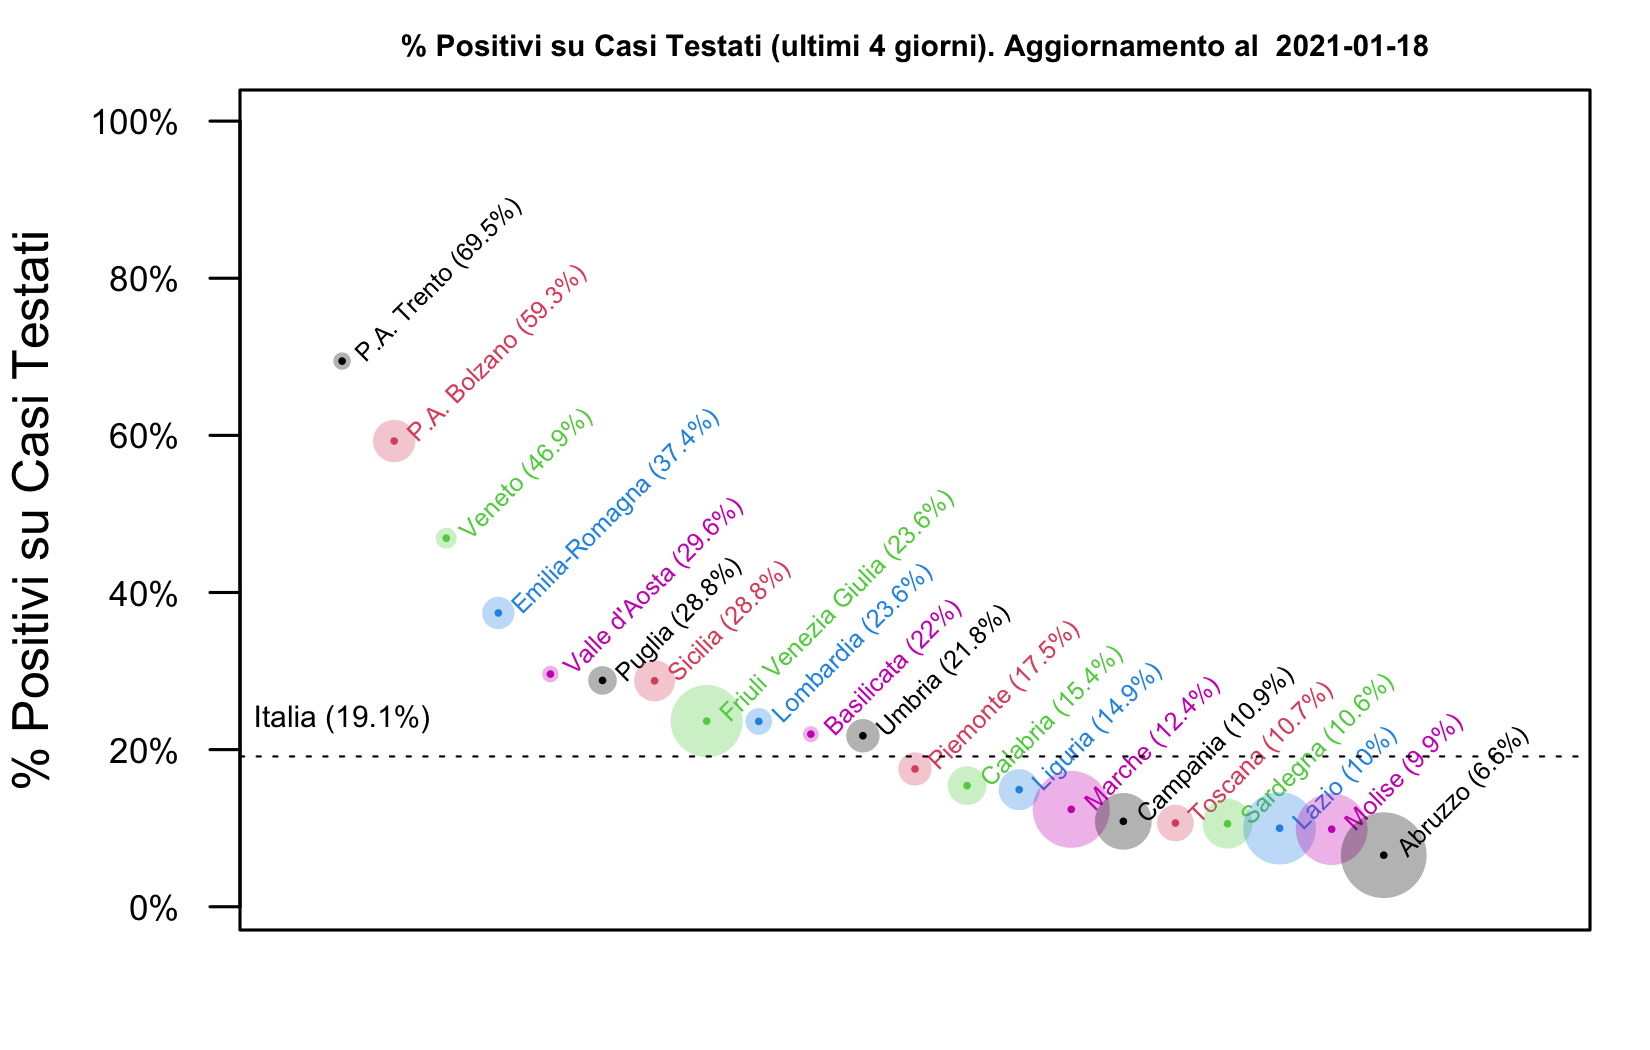 % Positivi su Casi Testati (ultimi 4 giorni). Aggiornamento al  2021-01-18
% Positivi su Casi Testati
100%
80%
60%
40%
20%
0%
Italia (19.1%)
P.A. Trento (69.5%)
P.A. Bolzano (59.3%)
Veneto (46.9%)
Emilia-Romagna (37.4%)
Valle d'Aosta (29.6%)
Puglia (28.8%)
Sicilia (28.8%)
Friuli Venezia Giulia (23.6%)
Lombardia (23.6%)
Basilicata (22%)
Umbria (21.8%)
Piemonte (17.5%)
Calabria (15.4%)
Liguria (14.9%)
Marche (12.4%)
Campania (10.9%)
Toscana (10.7%)
Sardegna (10.6%)
Lazio (10%)
Molise (9.9%)
Abruzzo (6.6%)